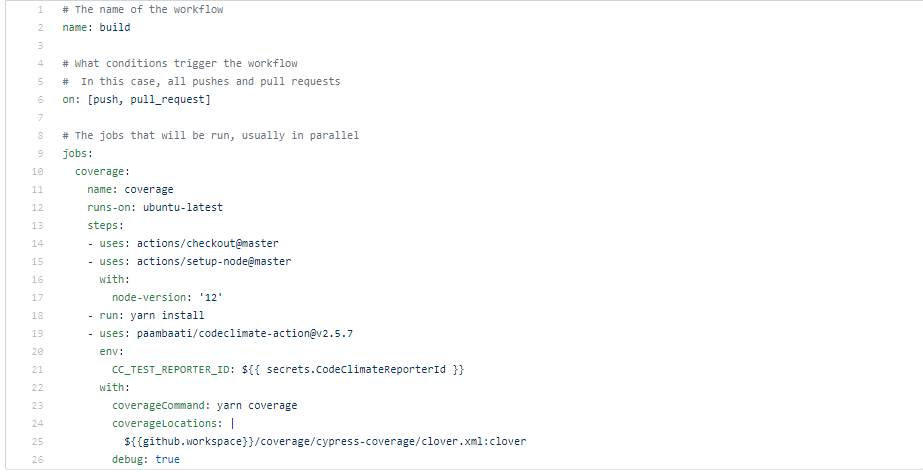 1 # The name of the workflow
2 name: build
3
4 # What conditions trigger the workflow
5 #  In this case, all pushes and pull requests
6 on: [push, pull_request]
7
8 # The jobs that will be run, usually in parallel
9 jobs:
10   coverage:
11     name: coverage
12     runs-on: ubuntu-latest
13     steps:
14     - uses: actions/checkout@master
15     - uses: actions/setup-node@master
16       with:
17         node-version: '12'
18     - run: yarn install
19     - uses: paambaati/codeclimate-action@v2.5.7
20       env:
21         CC_TEST_REPORTER_ID: ${{ secrets.CodeClimateReporterId }}
22       with:
23         coverageCommand: yarn coverage
24         coverageLocations: |
25           ${{github.workspace}}/coverage/cypress-coverage/clover.xml:clover
26         debug: true